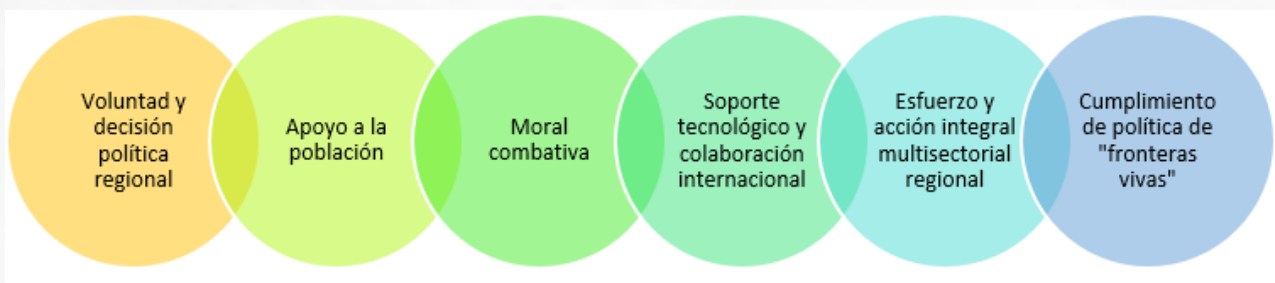 Voluntad y
decisión
política
regional
Apoyo a la
población
Moral
combativa
Soporte
tecnológico y
colaboración
internacional
Esfuerzo y
acción integral
multisectorial
regional
Cumplimiento
de política de
"fronteras
vivas"